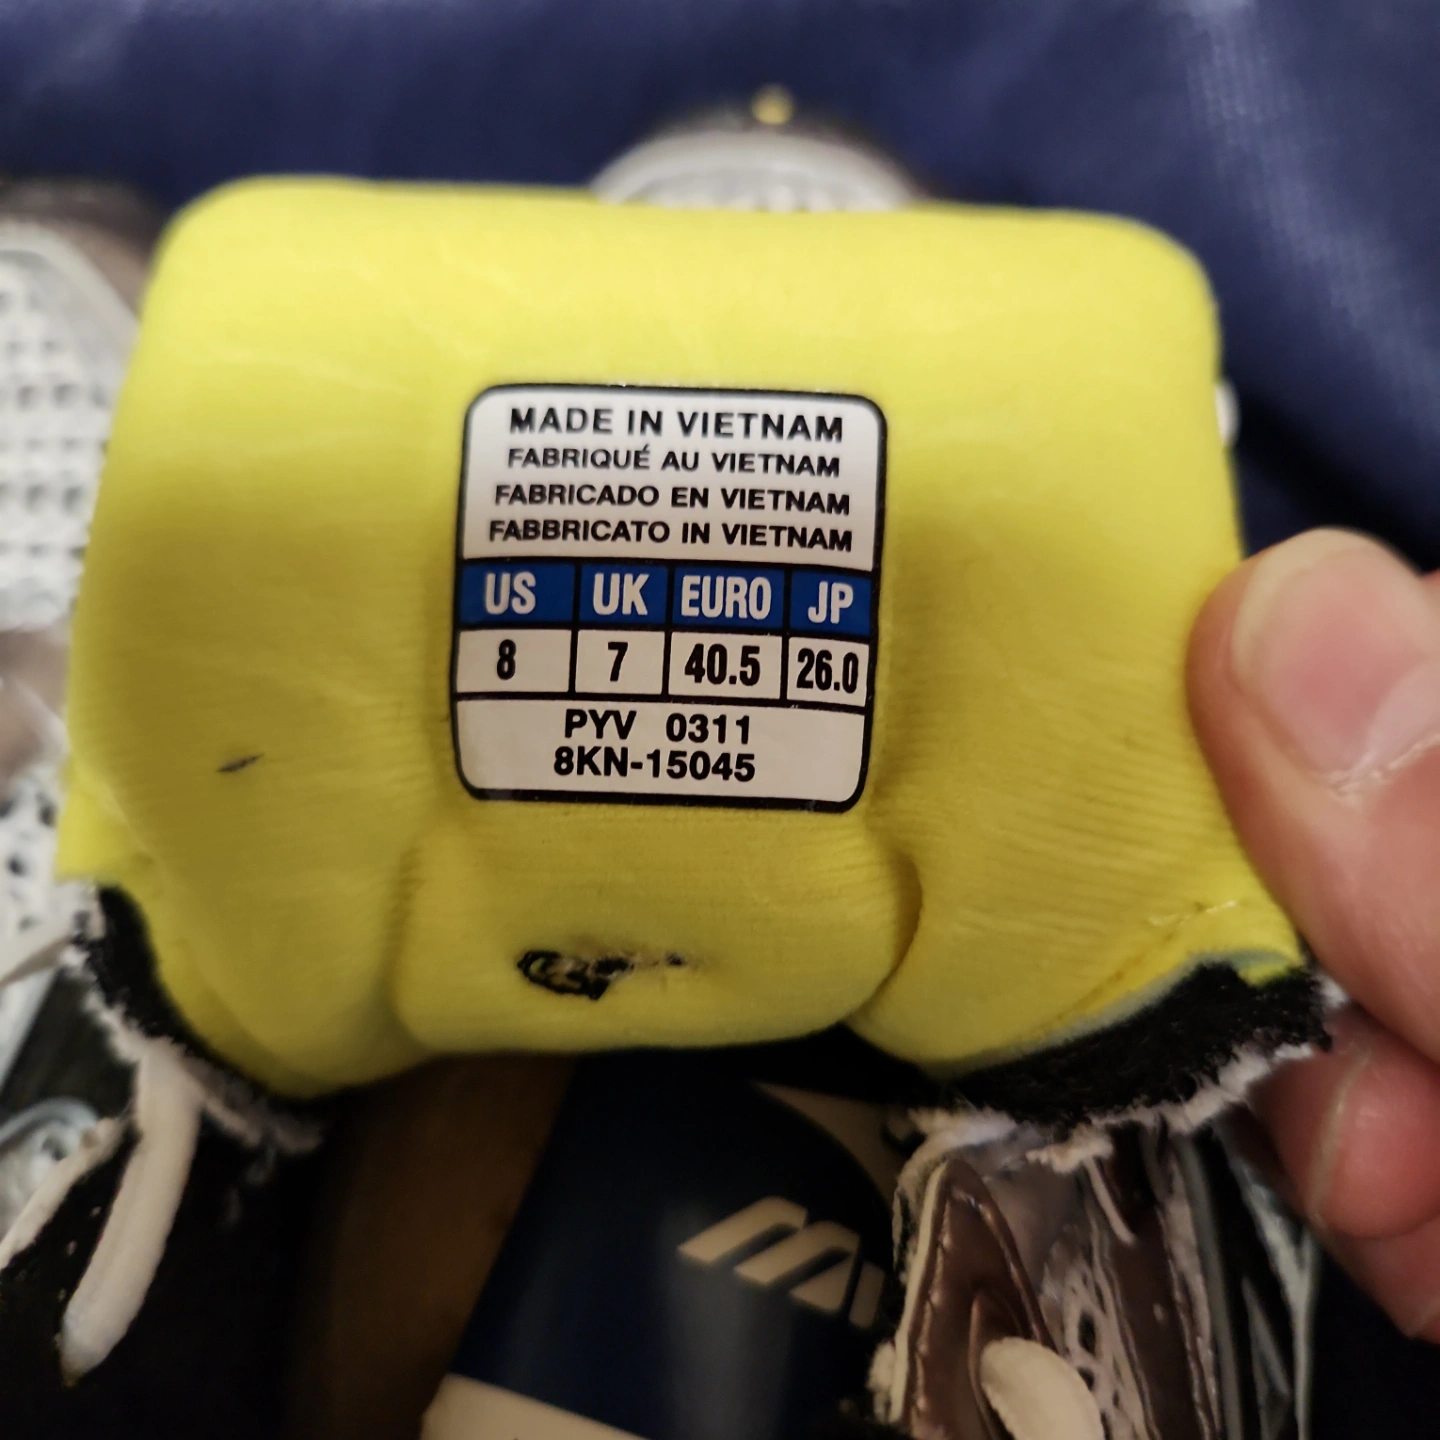 MADE IN VIETNAM
FABRIQUÉ AU VIETNAM
FABRICADO EN VIETNAM
FABBRICATO IN VIETNAM
US UK EURO JP
8 7 40.5 26.0
PYV 0311
8KN-15045